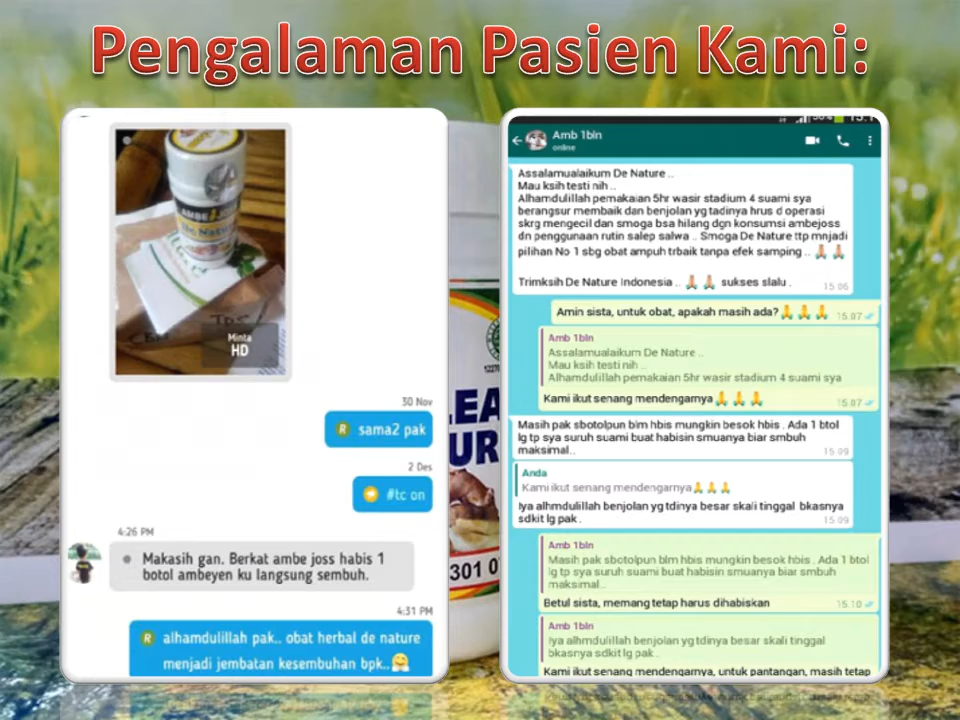 Pengalaman Pasien Kami:
AMBEJOSS
De Nature
Minta
HD
30 Nov
sama2 pak
2 Des
#tc on
4:26 PM
Makasih gan. Berkat ambe joss habis 1
botol ambeyen ku langsung sembuh.
4:31 PM
alhamdulillah pak.. obat herbal de nature
menjadi jembatan kesembuhan bpk..🤗
LEA
UR
301 0
Amb 1bln
online
Assalamualaikum De Nature ..
Mau ksih testi nih ..
Alhamdulillah pemakaian 5hr wasir stadium 4 suami sya
berangsur membaik dan benjolan yg tadinya hrus d operasi
skrg mengecil dan smoga bsa hilang dgn konsumsi ambejoss
dn penggunaan rutin salep salwa .. Smoga De Nature ttp mnjadi
pilihan No 1 sbg obat ampuh trbaik tanpa efek samping .. 🙏 🙏
Trimksih De Nature Indonesia .. 🙏 🙏 sukses slalu .
15.06
Amin sista, untuk obat, apakah masih ada?🙏 🙏 🙏 15.07
Amb 1bln
Assalamualaikum De Nature ..
Mau ksih testi nih ..
Alhamdulillah pemakaian 5hr wasir stadium 4 suami sya
Kami ikut senang mendengarnya🙏 🙏 🙏 15.07
Masih pak sbotolpun blm hbis mungkin besok hbis . Ada 1 btol
lg tp sya suruh suami buat habisin smuanya biar smbuh
maksimal.. 15.09
Anda
Kami ikut senang mendengarnya🙏🙏🙏
Iya alhmdulillah benjolan yg tdinya besar skali tinggal bkasnya
sdkit lg pak . 15.09
Amb 1bln
Masih pak sbotolpun blm hbis mungkin besok hbis . Ada 1 btol
lg tp sya suruh suami buat habisin smuanya biar smbuh
maksimal..
Betul sista, memang tetap harus dihabiskan 15.10
Amb 1bln
Iya alhmdulillah benjolan yg tdinya besar skali tinggal
bkasnya sdkit lg pak .
Kami ikut senang mendengarnya, untuk pantangan, masih tetap